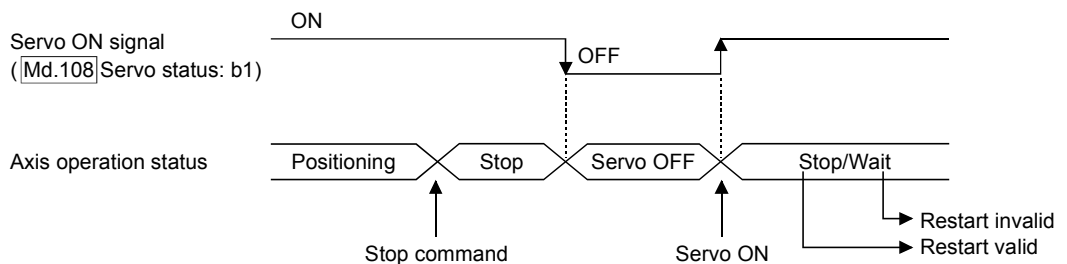 ON
Servo ON signal
( Md.108 Servo status: b1)
OFF
Axis operation status
Positioning
Stop
Servo OFF
Stop/Wait
Restart invalid
Restart valid
Stop command
Servo ON